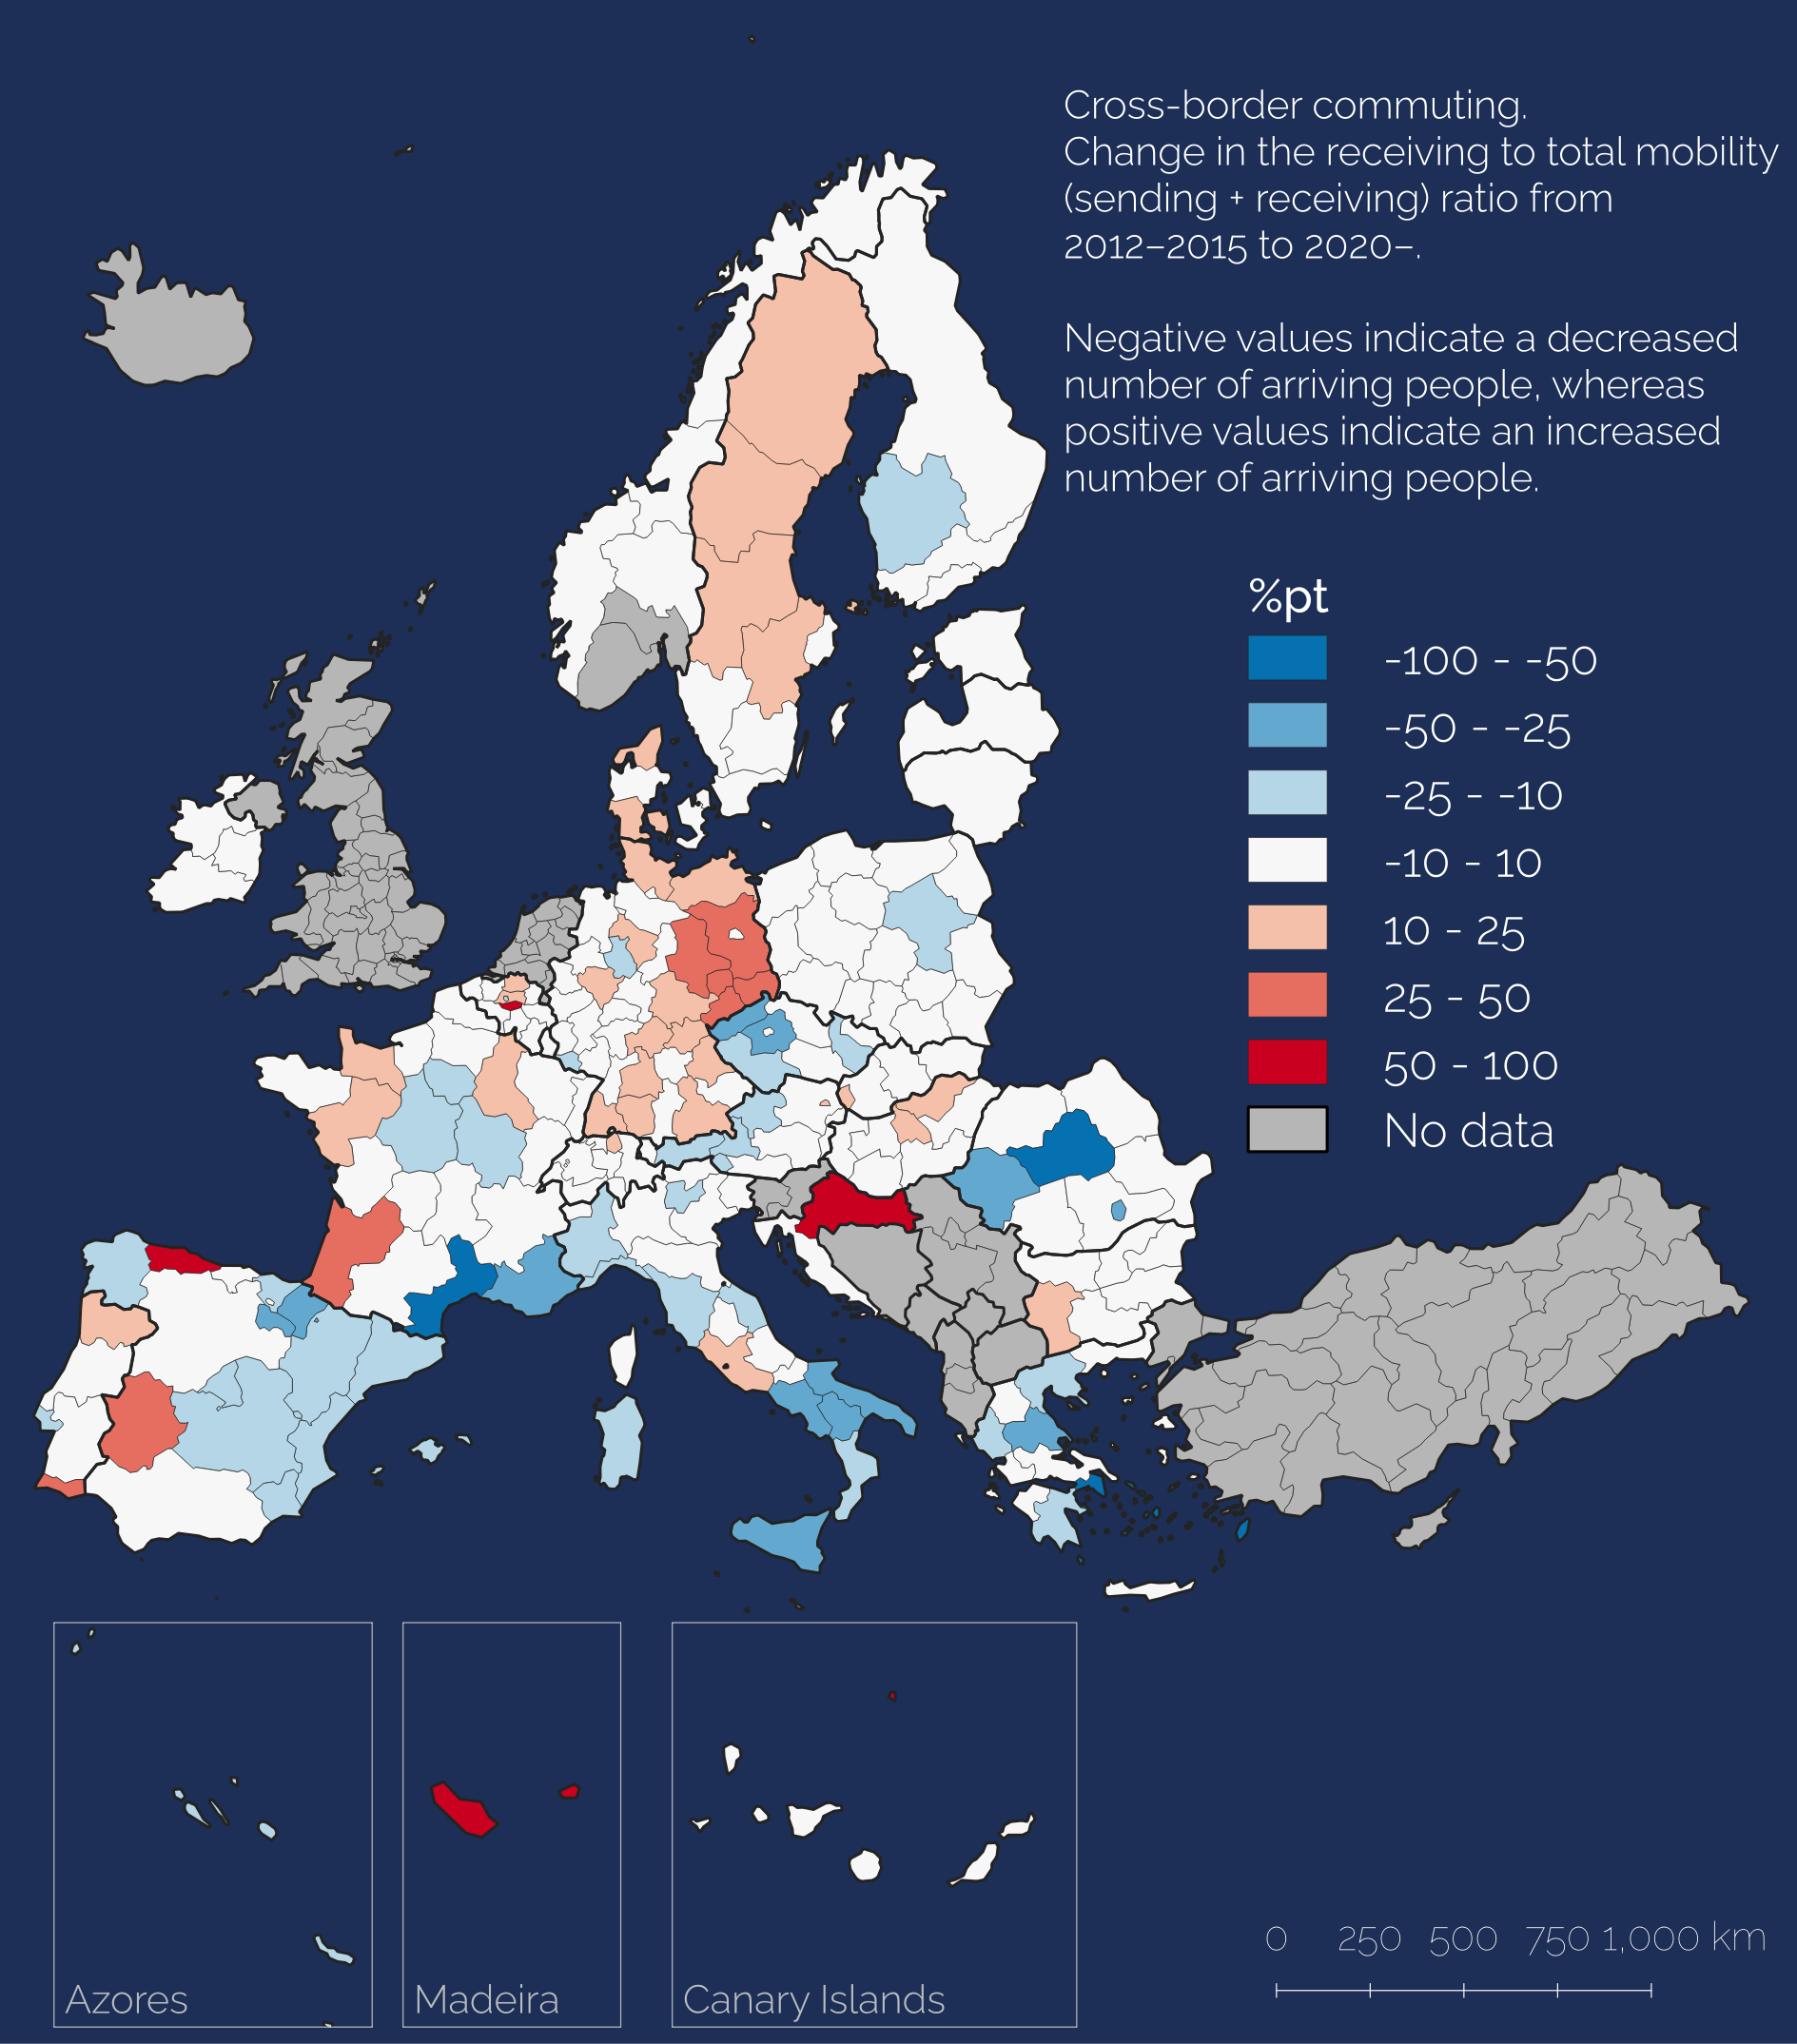 Cross-border commuting.
Change in the receiving to total mobility
(sending + receiving) ratio from
2012–2015 to 2020–.
Negative values indicate a decreased
number of arriving people, whereas
positive values indicate an increased
number of arriving people.
%pt
-100 - -50
-50 - -25
-25 - -10
-10 - 10
10 - 25
25 - 50
50 - 100
No data
Azores
Madeira
Canary Islands
0 250 500 750 1,000 km